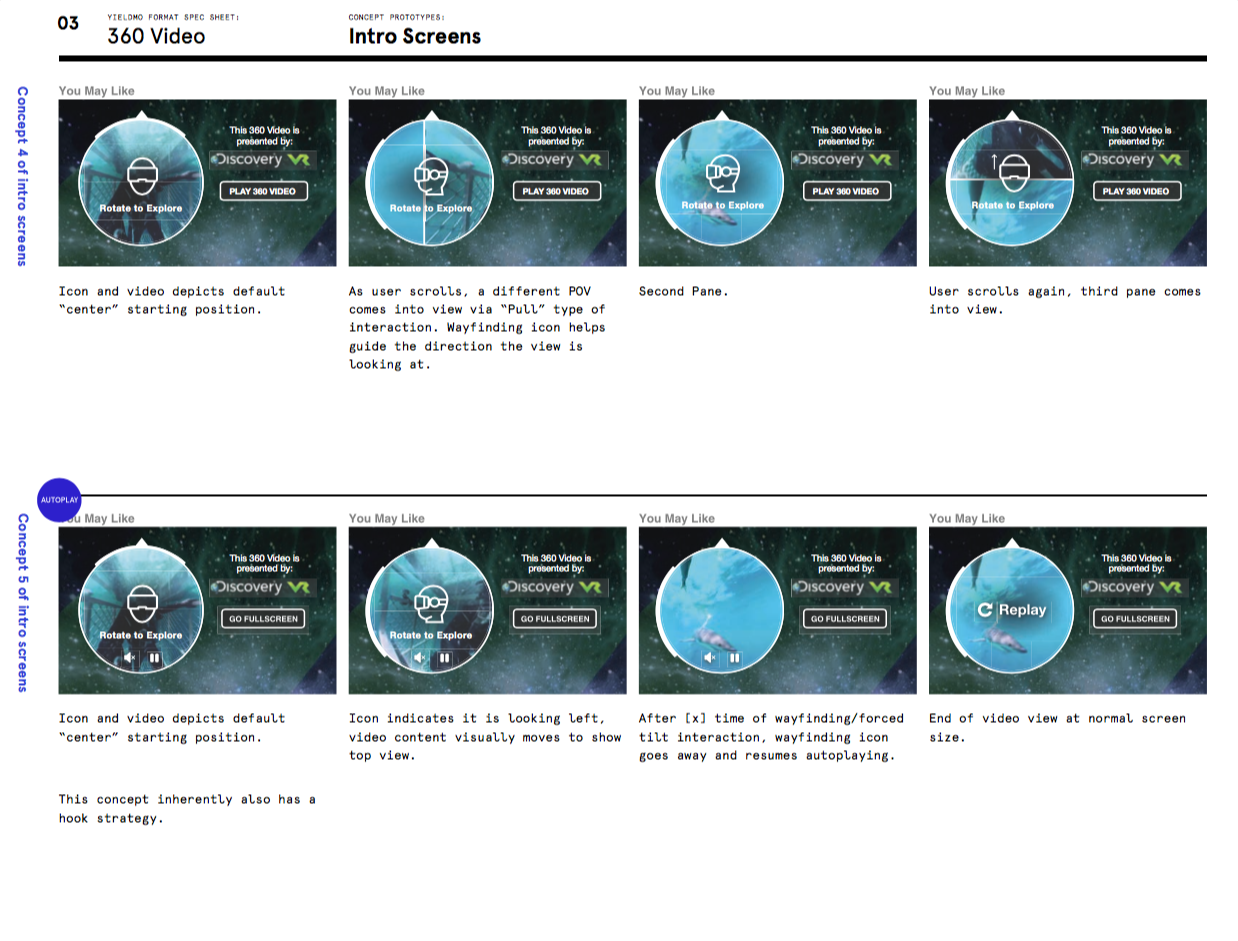 03
YIELDMO FORMAT SPEC SHEET:
360 Video
CONCEPT PROTOTYPES:
Intro Screens
Concept 4 of intro screens
You May Like
This 360 Video is
presented by:
Discovery VR
PLAY 360 VIDEO
Rotate to Explore
Icon and video depicts default
“center” starting position.
You May Like
This 360 Video is
presented by:
Discovery VR
PLAY 360 VIDEO
Rotate to Explore
As user scrolls, a different POV
comes into view via “Pull” type of
interaction. Wayfinding icon helps
guide the direction the view is
looking at.
You May Like
This 360 Video is
presented by:
Discovery VR
PLAY 360 VIDEO
Rotate to Explore
Second Pane.
You May Like
This 360 Video is
presented by:
Discovery VR
PLAY 360 VIDEO
Rotate to Explore
User scrolls again, third pane comes
into view.
AUTOPLAY
Concept 5 of intro screens
You May Like
This 360 Video is
presented by:
Discovery VR
GO FULLSCREEN
Rotate to Explore
Icon and video depicts default
“center” starting position.
This concept inherently also has a
hook strategy.
You May Like
This 360 Video is
presented by:
Discovery VR
GO FULLSCREEN
Rotate to Explore
Icon indicates it is looking left,
video content visually moves to show
top view.
You May Like
This 360 Video is
presented by:
Discovery VR
GO FULLSCREEN
After [x] time of wayfinding/forced
tilt interaction, wayfinding icon
goes away and resumes autoplaying.
You May Like
This 360 Video is
presented by:
Discovery VR
GO FULLSCREEN
Replay
End of video view at normal screen
size.